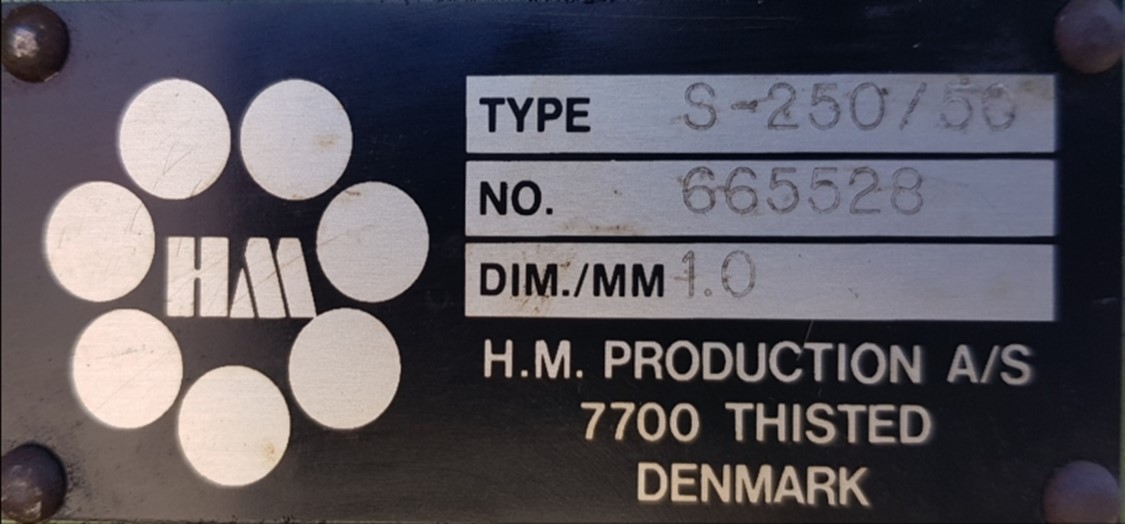 HM
TYPE S-250/50
NO. 665528
DIM./MM 1.0
H.M. PRODUCTION A/S
7700 THISTED
DENMARK